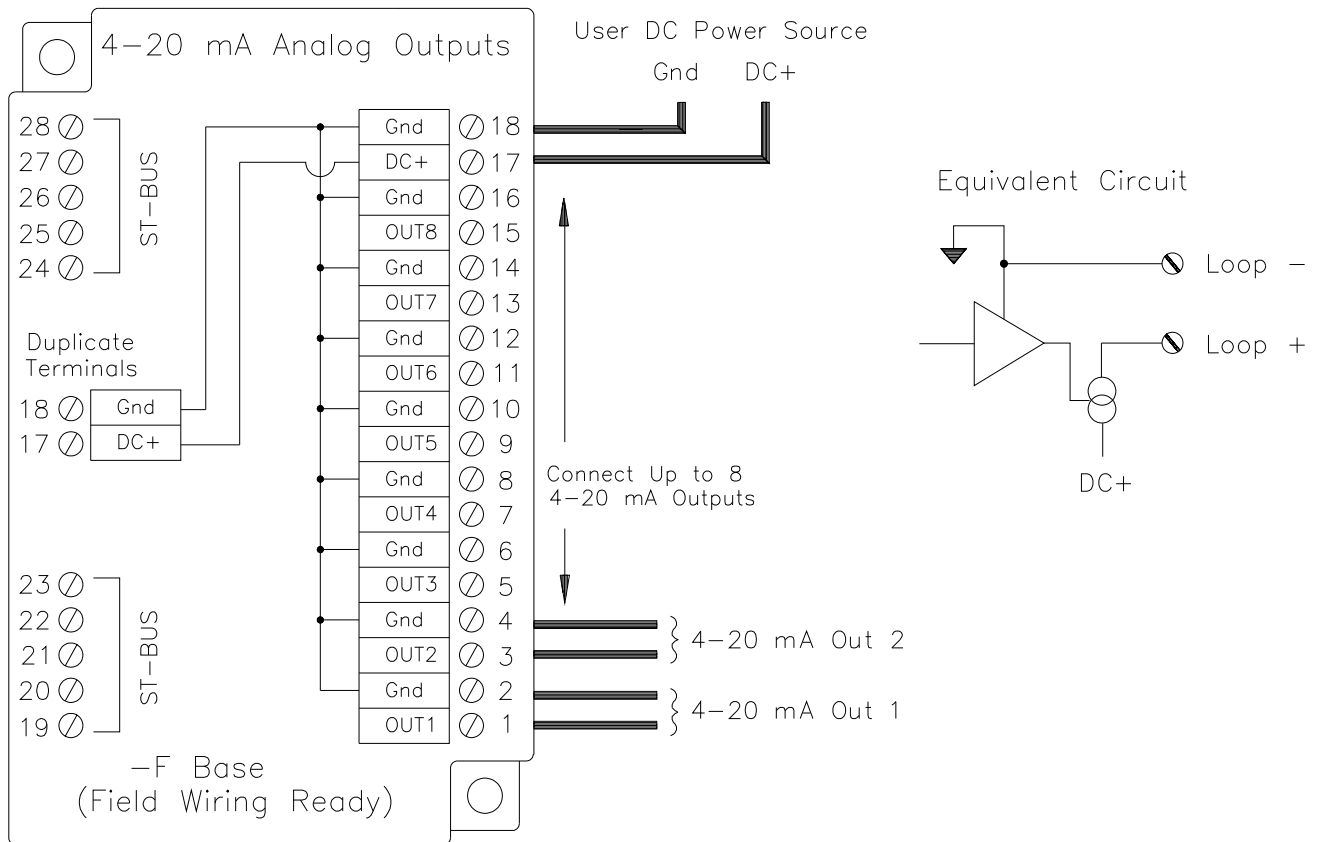 4-20 mA Analog Outputs
User DC Power Source
Gnd DC+
28
27
26
25
24
ST-BUS
Duplicate
Terminals
18 Gnd
17 DC+
23
22
21
20
19
ST-BUS
Gnd 18
DC+ 17
Gnd 16
OUT8 15
Gnd 14
OUT7 13
Gnd 12
OUT6 11
Gnd 10
OUT5 9
Gnd 8
OUT4 7
Gnd 6
OUT3 5
Gnd 4
OUT2 3
Gnd 2
OUT1 1
Connect Up to 8
4-20 mA Outputs
4-20 mA Out 2
4-20 mA Out 1
-F Base
(Field Wiring Ready)
Equivalent Circuit
Loop -
Loop +
DC+